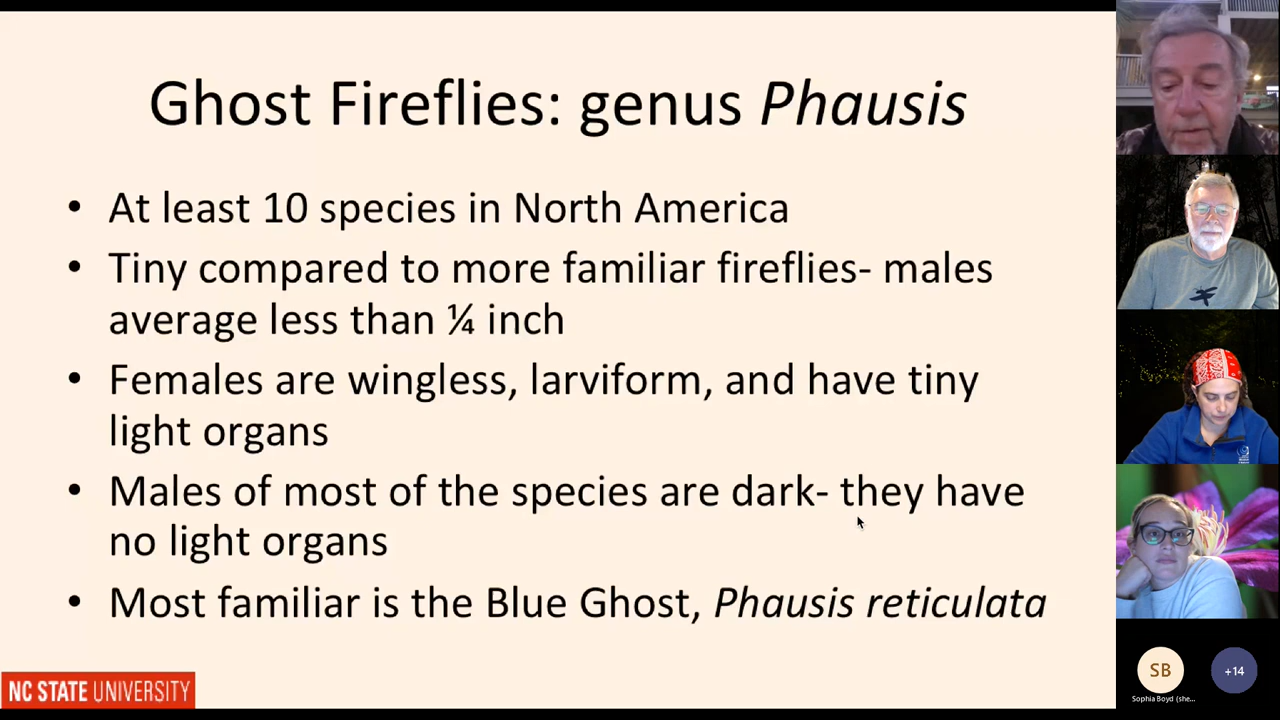 Ghost Fireflies: genus Phausis
• At least 10 species in North America
• Tiny compared to more familiar fireflies- males
average less than ¼ inch
• Females are wingless, larviform, and have tiny
light organs
• Males of most of the species are dark- they have
no light organs
• Most familiar is the Blue Ghost, Phausis reticulata
NC STATE UNIVERSITY
SB
+14
Sophia Boyd (she...